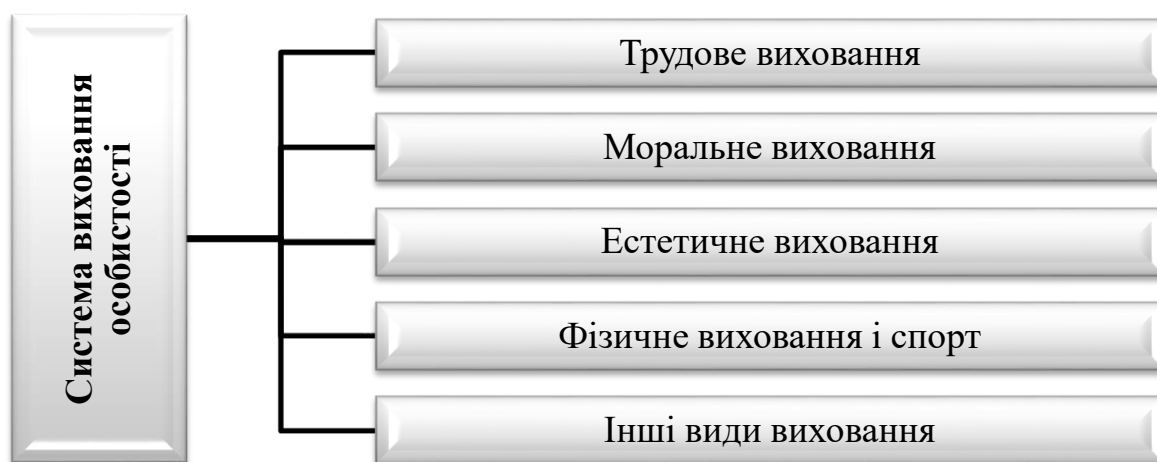 Система виховання
особистості
Трудове виховання
Моральне виховання
Естетичне виховання
Фізичне виховання і спорт
Інші види виховання